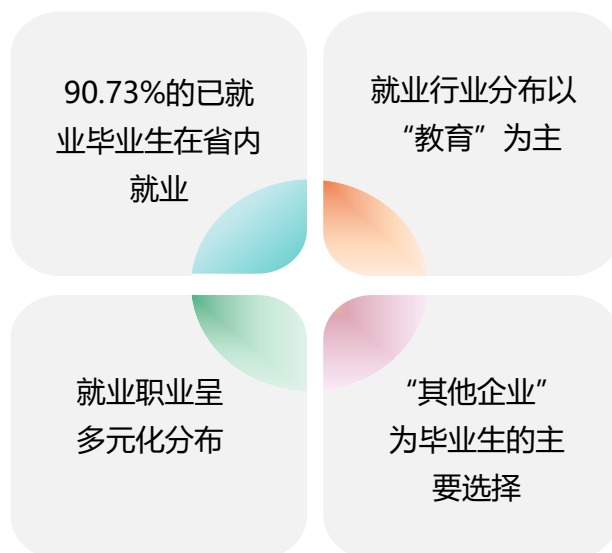 90.73%的已就
业毕业生在省内
就业
就业行业分布以
“教育”为主
就业职业呈
多元化分布
“其他企业”
为毕业生的主
要选择